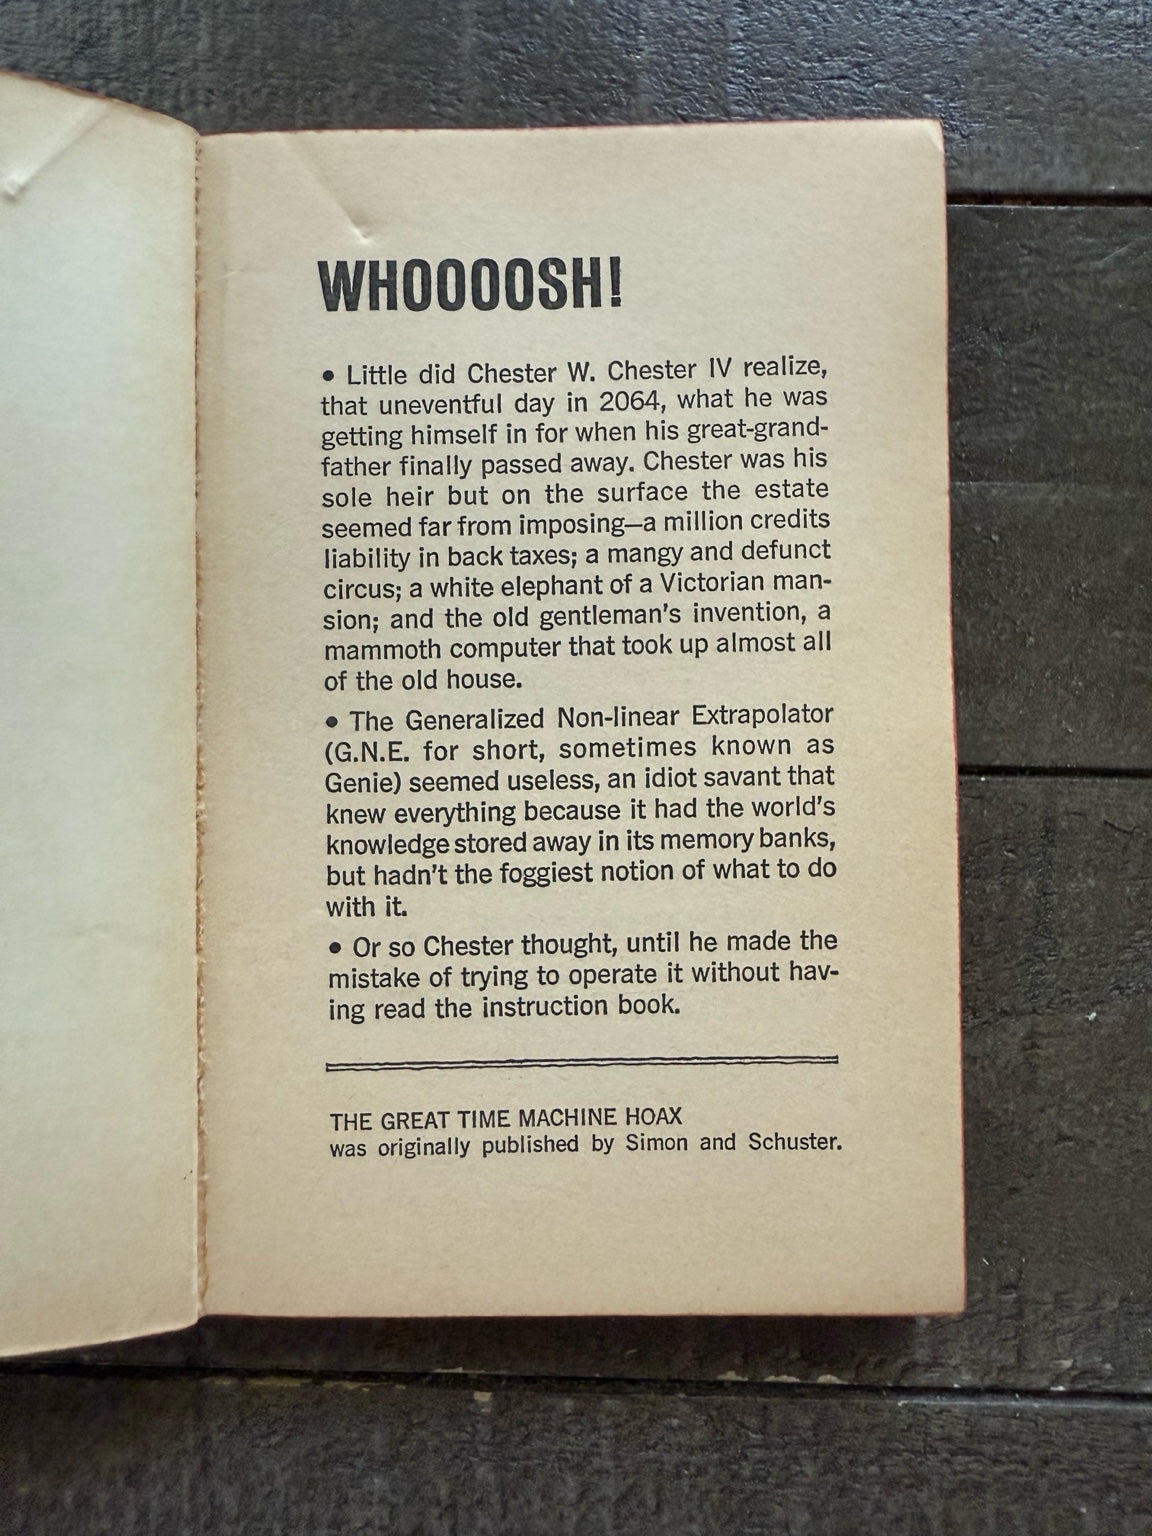 WHOOOOSH!
• Little did Chester W. Chester IV realize,
that uneventful day in 2064, what he was
getting himself in for when his great-grand-
father finally passed away. Chester was his
sole heir but on the surface the estate
seemed far from imposing—a million credits
liability in back taxes; a mangy and defunct
circus; a white elephant of a Victorian man-
sion; and the old gentleman's invention, a
mammoth computer that took up almost all
of the old house.
• The Generalized Non-linear Extrapolator
(G.N.E. for short, sometimes known as
Genie) seemed useless, an idiot savant that
knew everything because it had the world's
knowledge stored away in its memory banks,
but hadn't the foggiest notion of what to do
with it.
• Or so Chester thought, until he made the
mistake of trying to operate it without hav-
ing read the instruction book.
THE GREAT TIME MACHINE HOAX
was originally published by Simon and Schuster.